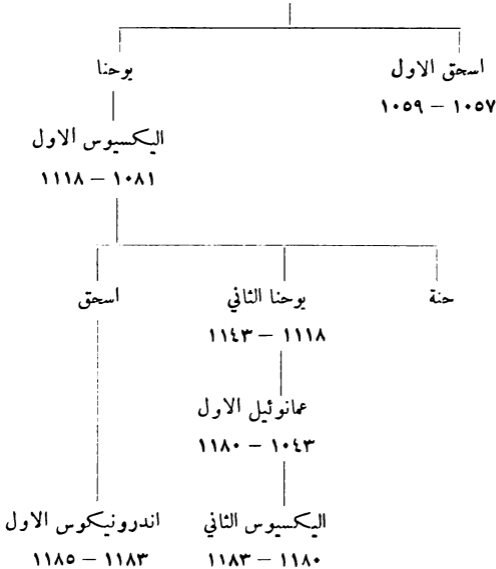 اسحق الاول
١٠٥٧ – ١٠٥٩
يوحنا
اليكسيوس الاول
١٠٨١ – ١١١٨
حنة
يوحنا الثاني
١١١٨ – ١١٤٣
اسحق
عمانوئيل الاول
١٠٤٣ – ١١٨٠
اليكسيوس الثاني
١١٨٠ – ١١٨٣
اندرونيكوس الاول
١١٨٣ – ١١٨٥